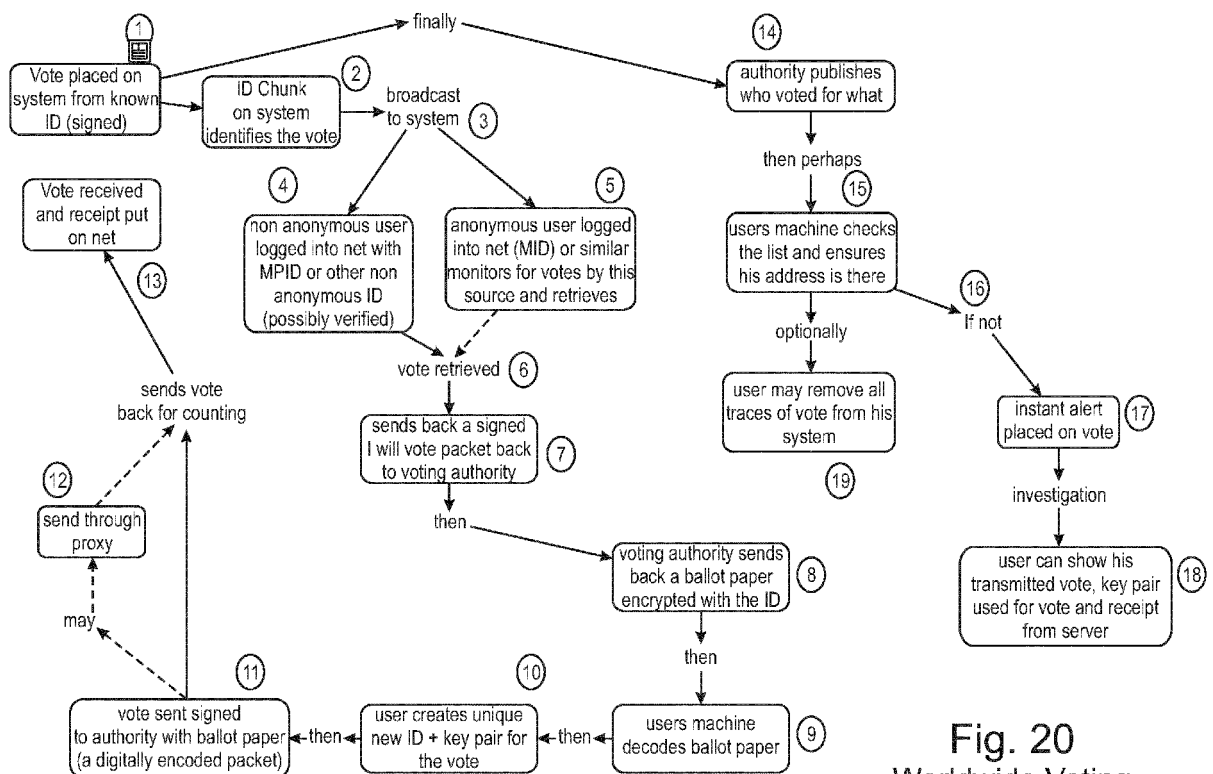 1
Vote placed on
system from known
ID (signed)
finally
2
ID Chunk
on system
identifies the vote
broadcast
to system
3
4
non anonymous user
logged into net with
MPID or other non
anonymous ID
(possibly verified)
5
anonymous user logged
into net (MID) or similar
monitors for votes by this
source and retrieves
vote retrieved
6
sends back a signed
I will vote packet back
to voting authority
7
then
voting authority sends
back a ballot paper
encrypted with the ID
8
then
users machine
decodes ballot paper
9
then
10
user creates unique
new ID + key pair for
the vote
then
11
vote sent signed
to authority with ballot paper
(a digitally encoded packet)
may
12
send through
proxy
sends vote
back for counting
13
Vote received
and receipt put
on net
14
authority publishes
who voted for what
then perhaps
15
users machine checks
the list and ensures
his address is there
optionally
user may remove all
traces of vote from his
system
19
16
If not
instant alert
placed on vote
17
investigation
user can show his
transmitted vote, key pair
used for vote and receipt
from server
18
Fig. 20
Worldwide Voting